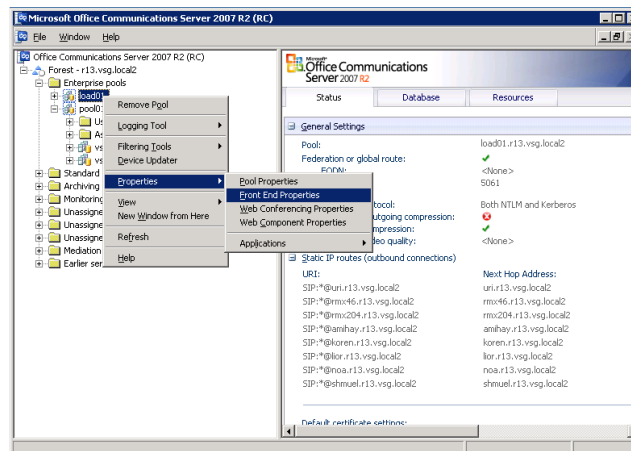 Microsoft Office Communications Server 2007 R2 (RC)
File Window Help
Office Communications Server 2007 R2 (RC)
Forest - r13.vsg.local2
Enterprise pools
load01
pool01
Us
As
vs
vs
Standard
Archiving
Monitoring
Unassigne
Unassigne
Unassigne
Mediation
Earlier ser
Remove Pool
Logging Tool
Filtering Tools
Device Updater
Properties
View
New Window from Here
Refresh
Help
Pool Properties
Front End Properties
Web Conferencing Properties
Web Component Properties
Applications
Microsoft
Office Communications
Server 2007 R2
Status Database Resources
General Settings
Pool: load01.r13.vsg.local2
Federation or global route:
FQDN: <None>
5061
tocol: Both NTLM and Kerberos
utgoing compression:
mpression:
deo quality: <None>
Static IP routes (outbound connections)
URI: Next Hop Address:
SIP:*@uri.r13.vsg.local2 uri.r13.vsg.local2
SIP:*@rmx46.r13.vsg.local2 rmx46.r13.vsg.local2
SIP:*@rmx204.r13.vsg.local2 rmx204.r13.vsg.local2
SIP:*@amihay.r13.vsg.local2 amihay.r13.vsg.local2
SIP:*@koren.r13.vsg.local2 koren.r13.vsg.local2
SIP:*@lior.r13.vsg.local2 lior.r13.vsg.local2
SIP:*@noa.r13.vsg.local2 noa.r13.vsg.local2
SIP:*@shmuel.r13.vsg.local2 shmuel.r13.vsg.local2
Default certificate settings: